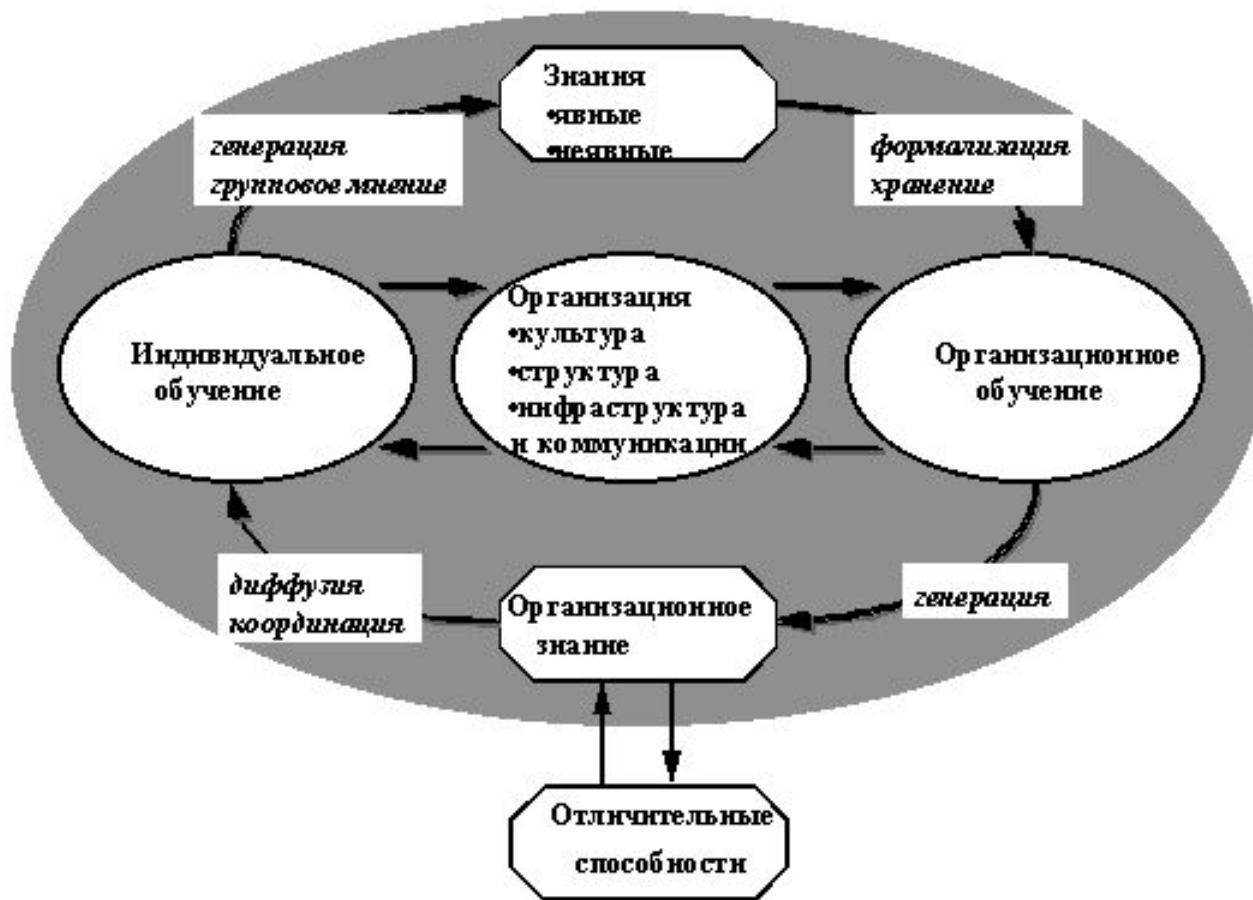 Знания
•явные
•неявные
генерация
групповое мнение
формализация
хранение
Индивидуальное
обучение
Организация
•культура
•структура
•инфраструктура
и коммуникации
Организационное
обучение
диффузия
координация
Организационное
знание
генерация
Отличительные
способности